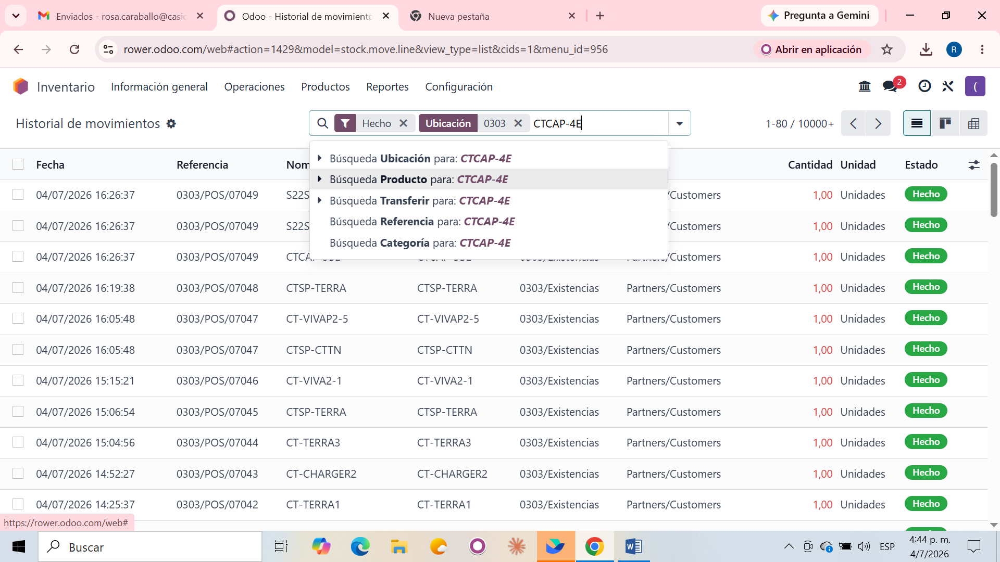 Enviados - rosa.caraballo@casio
Odoo - Historial de movimiento
Nueva pestaña
Pregunta a Gemini
rower.odoo.com/web#action=1429&model=stock.move.line&view_type=list&cids=1&menu_id=956
Abrir en aplicación
R
Inventario
Información general
Operaciones
Productos
Reportes
Configuración
2
(
Historial de movimientos
Hecho
Ubicación 0303
CTCAP-4E
1-80 / 10000+
Búsqueda Ubicación para: CTCAP-4E
Búsqueda Producto para: CTCAP-4E
Búsqueda Transferir para: CTCAP-4E
Búsqueda Referencia para: CTCAP-4E
Búsqueda Categoría para: CTCAP-4E
Fecha Referencia Nom Cantidad Unidad Estado
04/07/2026 16:26:37 0303/POS/07049 S22S /Customers 1,00 Unidades Hecho
04/07/2026 16:26:37 0303/POS/07049 S22S /Customers 1,00 Unidades Hecho
04/07/2026 16:26:37 0303/POS/07049 1,00 Unidades Hecho
04/07/2026 16:19:38 0303/POS/07048 CTSP-TERRA CTSP-TERRA 0303/Existencias Partners/Customers 1,00 Unidades Hecho
04/07/2026 16:05:48 0303/POS/07047 CT-VIVAP2-5 CT-VIVAP2-5 0303/Existencias Partners/Customers 1,00 Unidades Hecho
04/07/2026 16:05:48 0303/POS/07047 CTSP-CTTN CTSP-CTTN 0303/Existencias Partners/Customers 1,00 Unidades Hecho
04/07/2026 15:15:21 0303/POS/07046 CT-VIVA2-1 CT-VIVA2-1 0303/Existencias Partners/Customers 1,00 Unidades Hecho
04/07/2026 15:06:54 0303/POS/07045 CTSP-TERRA CTSP-TERRA 0303/Existencias Partners/Customers 1,00 Unidades Hecho
04/07/2026 15:04:56 0303/POS/07044 CT-TERRA3 CT-TERRA3 0303/Existencias Partners/Customers 1,00 Unidades Hecho
04/07/2026 14:52:27 0303/POS/07043 CT-CHARGER2 CT-CHARGER2 0303/Existencias Partners/Customers 1,00 Unidades Hecho
04/07/2026 14:25:37 0303/POS/07042 CT-TERRA1 CT-TERRA1 0303/Existencias Partners/Customers 1,00 Unidades Hecho
https://rower.odoo.com/web#
Buscar
ESP
4:44 p. m.
4/7/2026